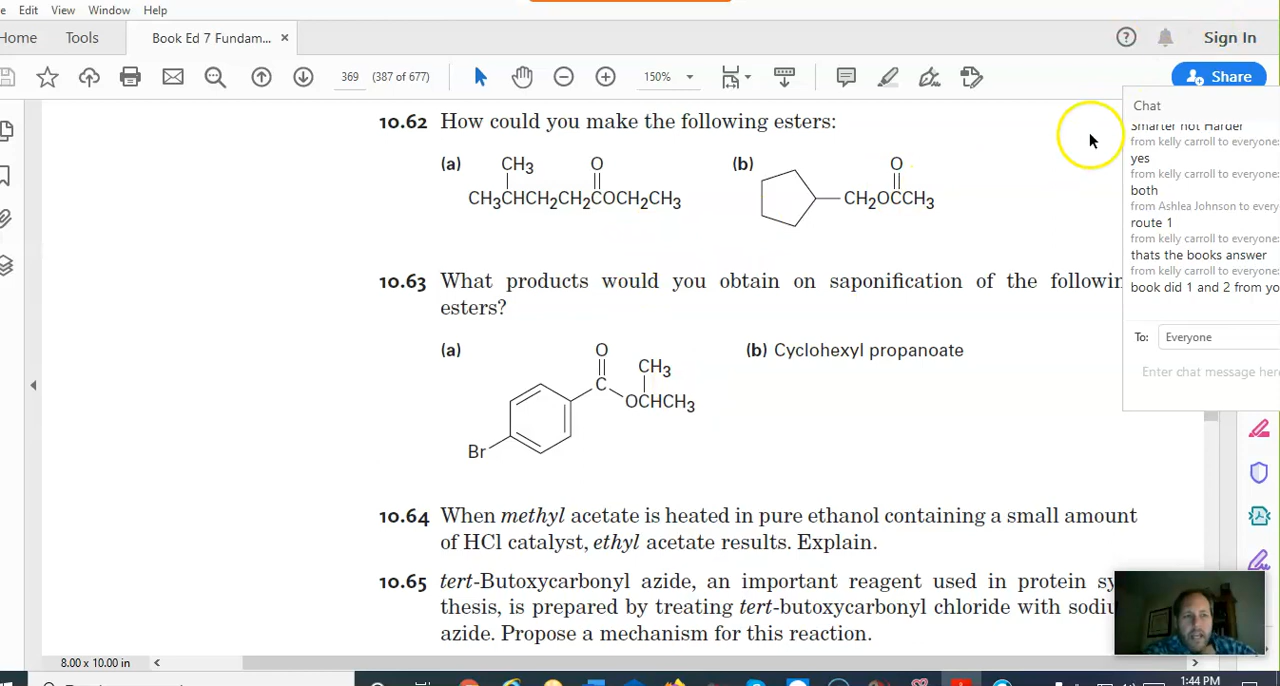 Edit View Window Help
Home Tools Book Ed 7 Fundam... × ? Sign In
369 (387 of 677) 150% Share
Chat
Smarter not Harder
from kelly carroll to everyone:
yes
from kelly carroll to everyone:
both
from Ashlea Johnson to every
route 1
from kelly carroll to everyone:
thats the books answer
from kelly carroll to everyone:
book did 1 and 2 from yo
To: Everyone
Enter chat message here
10.62 How could you make the following esters:
(a) CH3 O
CH3CHCH2CH2COCH2CH3
(b) O
CH2OCCH3
10.63 What products would you obtain on saponification of the followin
esters?
(a) O
C CH3
OCHCH3
Br
(b) Cyclohexyl propanoate
10.64 When methyl acetate is heated in pure ethanol containing a small amount
of HCl catalyst, ethyl acetate results. Explain.
10.65 tert-Butoxycarbonyl azide, an important reagent used in protein sy
thesis, is prepared by treating tert-butoxycarbonyl chloride with sodiu
azide. Propose a mechanism for this reaction.
8.00 x 10.00 in
1:44 PM